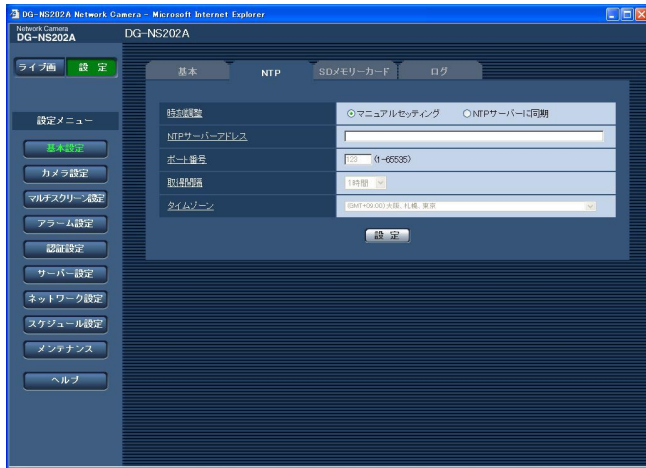 DG-NS202A Network Camera - Microsoft Internet Explorer
Network Camera
DG-NS202A
DG-NS202A
ライブ画 設 定
基本 NTP SDメモリーカード ログ
設定メニュー
基本設定
カメラ設定
マルチスクリーン設定
アラーム設定
認証設定
サーバー設定
ネットワーク設定
スケジュール設定
メンテナンス
ヘルプ
時刻調整 マニュアルセッティング NTPサーバーに同期
NTPサーバーアドレス
ポート番号 123 (1-65535)
取得間隔 1時間
タイムゾーン (GMT+09:00) 大阪、札幌、東京
設 定